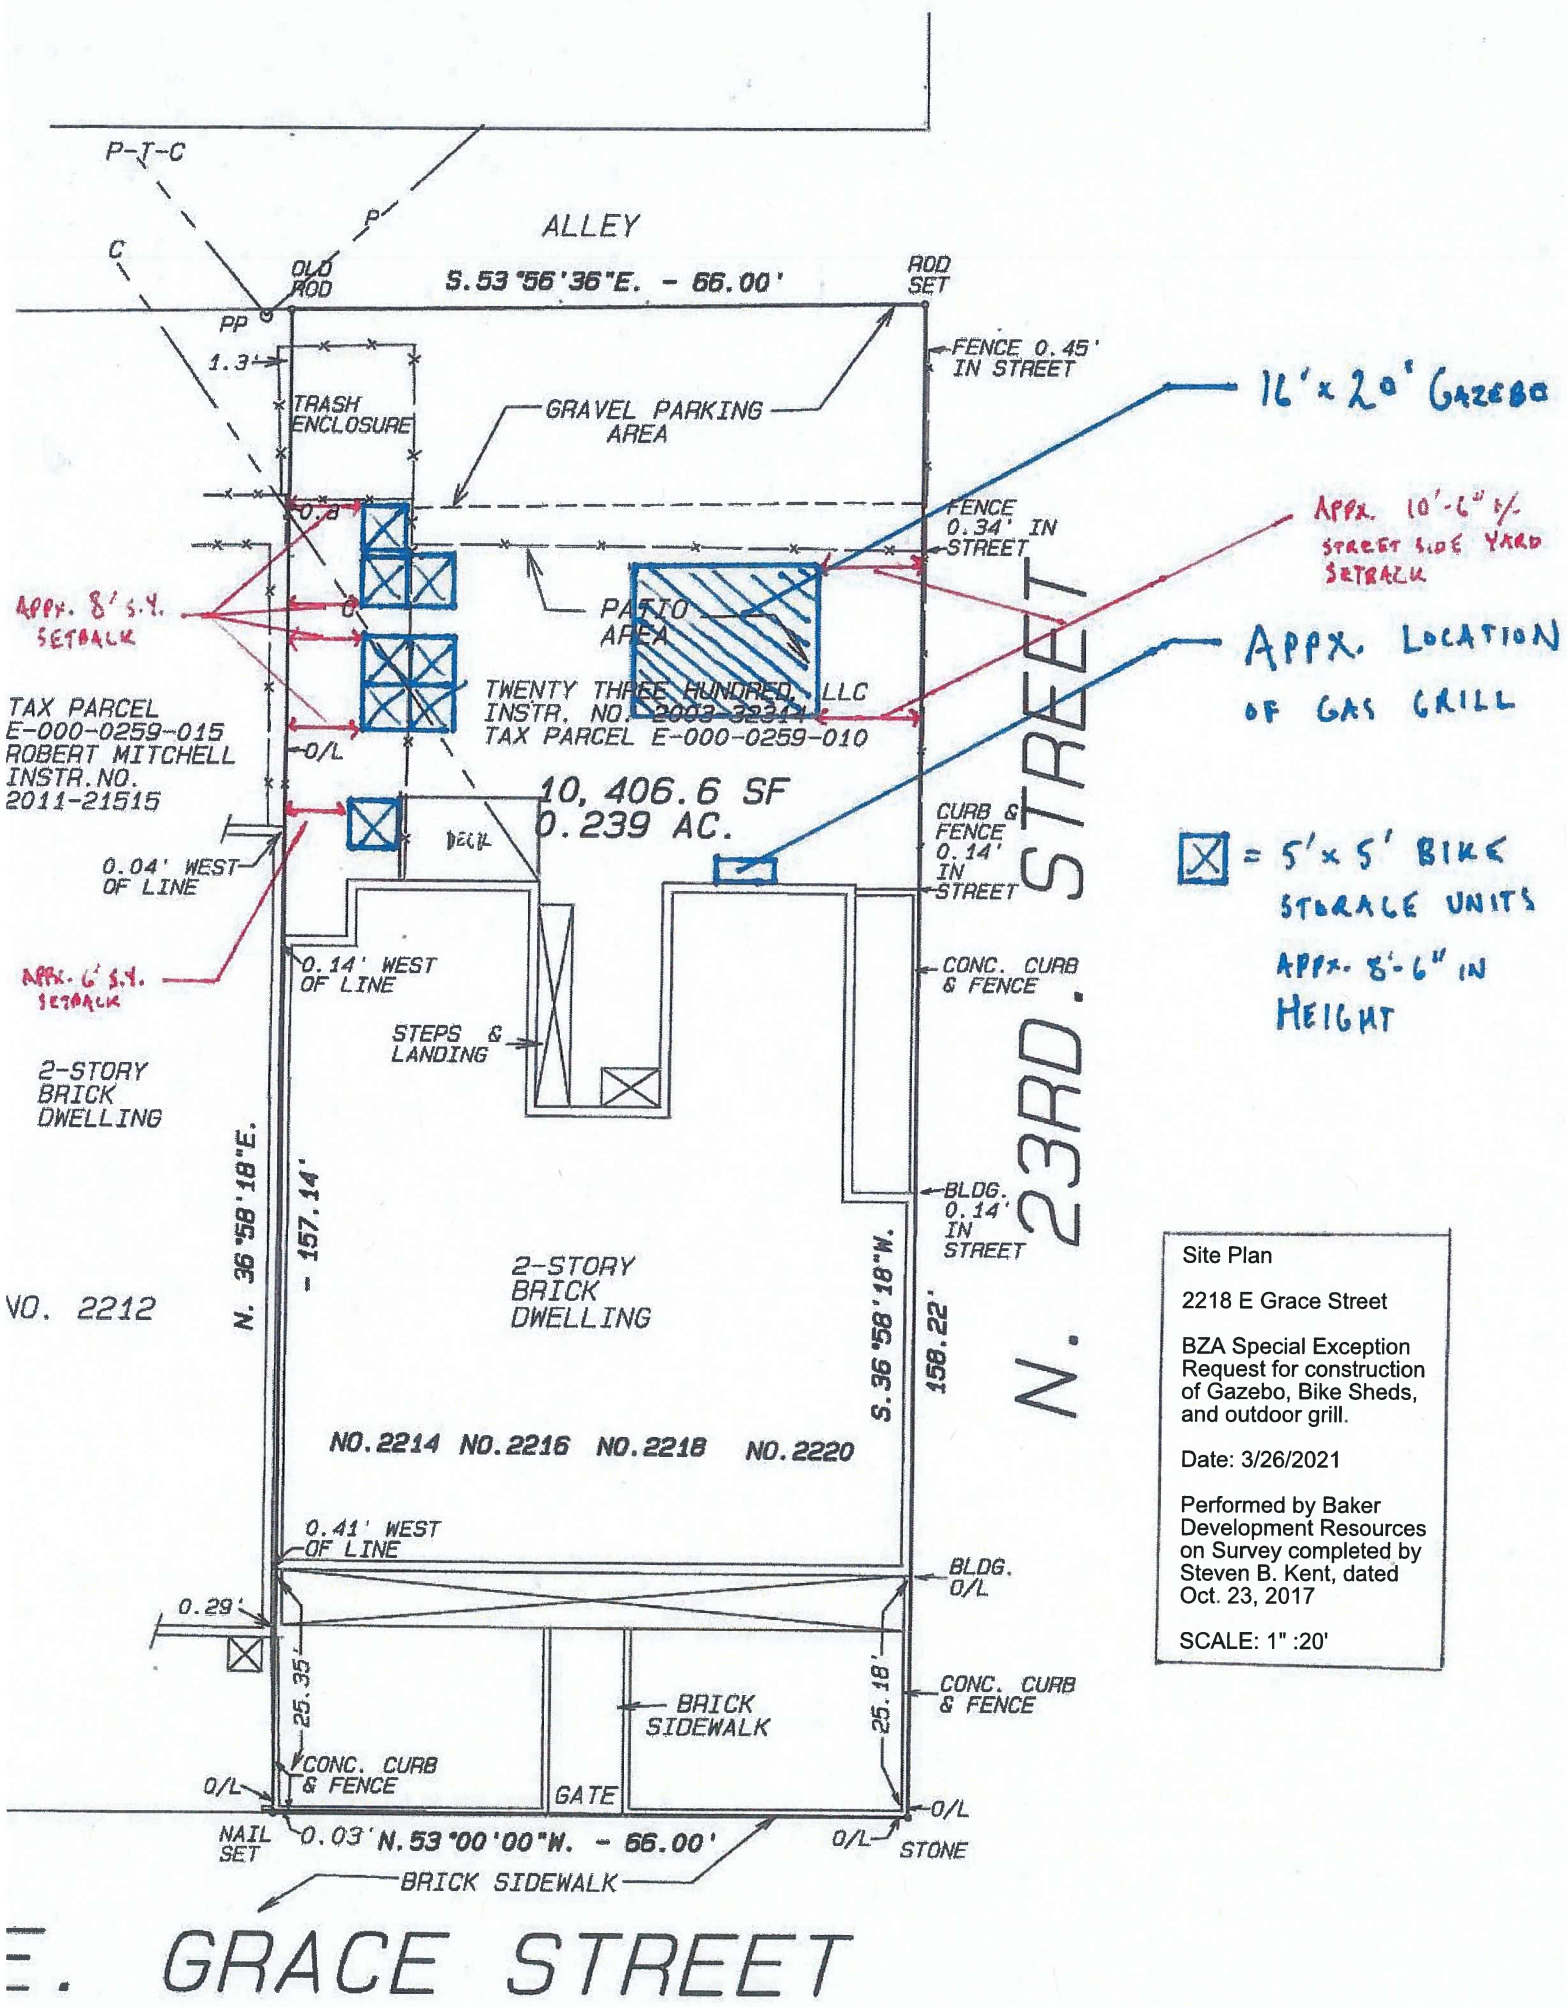 P-T-C
P
C
ALLEY
OLD
ROD
S.53°56'36"E. - 66.00'
ROD
SET
PP
1.3'
FENCE 0.45'
IN STREET
16' x 20' GAZEBO
TRASH
ENCLOSURE
GRAVEL PARKING
AREA
FENCE
0.34' IN
STREET
APPX. 10'-6"
STREET SIDE YARD
SETBACK
APPX. 8' S.Y.
SETBACK
PATIO
AREA
APPX. LOCATION
OF GAS GRILL
TAX PARCEL
E-000-0259-015
ROBERT MITCHELL
INSTR.NO.
2011-21515
TWENTY THREE HUNDRED, LLC
INSTR. NO. 2003-32314
TAX PARCEL E-000-0259-010
O/L
10,406.6 SF
0.239 AC.
DECK
CURB &
FENCE
0.14'
IN
STREET
= 5' x 5' BIKE
STORAGE UNITS
APPX. 8'-6" IN
HEIGHT
0.04' WEST
OF LINE
0.14' WEST
OF LINE
APPX. 6' S.Y.
SETBACK
CONC. CURB
& FENCE
STEPS &
LANDING
N. 23RD. STREET
2-STORY
BRICK
DWELLING
N. 36°58'18"E.
- 157.14'
BLDG.
0.14'
IN
STREET
2-STORY
BRICK
DWELLING
S.36°58'18"W.
158.22'
NO. 2212
NO.2214 NO.2216 NO.2218 NO.2220
Site Plan
2218 E Grace Street
BZA Special Exception
Request for construction
of Gazebo, Bike Sheds,
and outdoor grill.
Date: 3/26/2021
Performed by Baker
Development Resources
on Survey completed by
Steven B. Kent, dated
Oct. 23, 2017
SCALE: 1" :20'
0.41' WEST
OF LINE
BLDG.
O/L
0.29'
25.35'
25.18'
BRICK
SIDEWALK
CONC. CURB
& FENCE
CONC. CURB
& FENCE
O/L
GATE
O/L
NAIL
SET
0.03'
N.53°00'00"W. - 66.00'
O/L
STONE
BRICK SIDEWALK
E. GRACE STREET